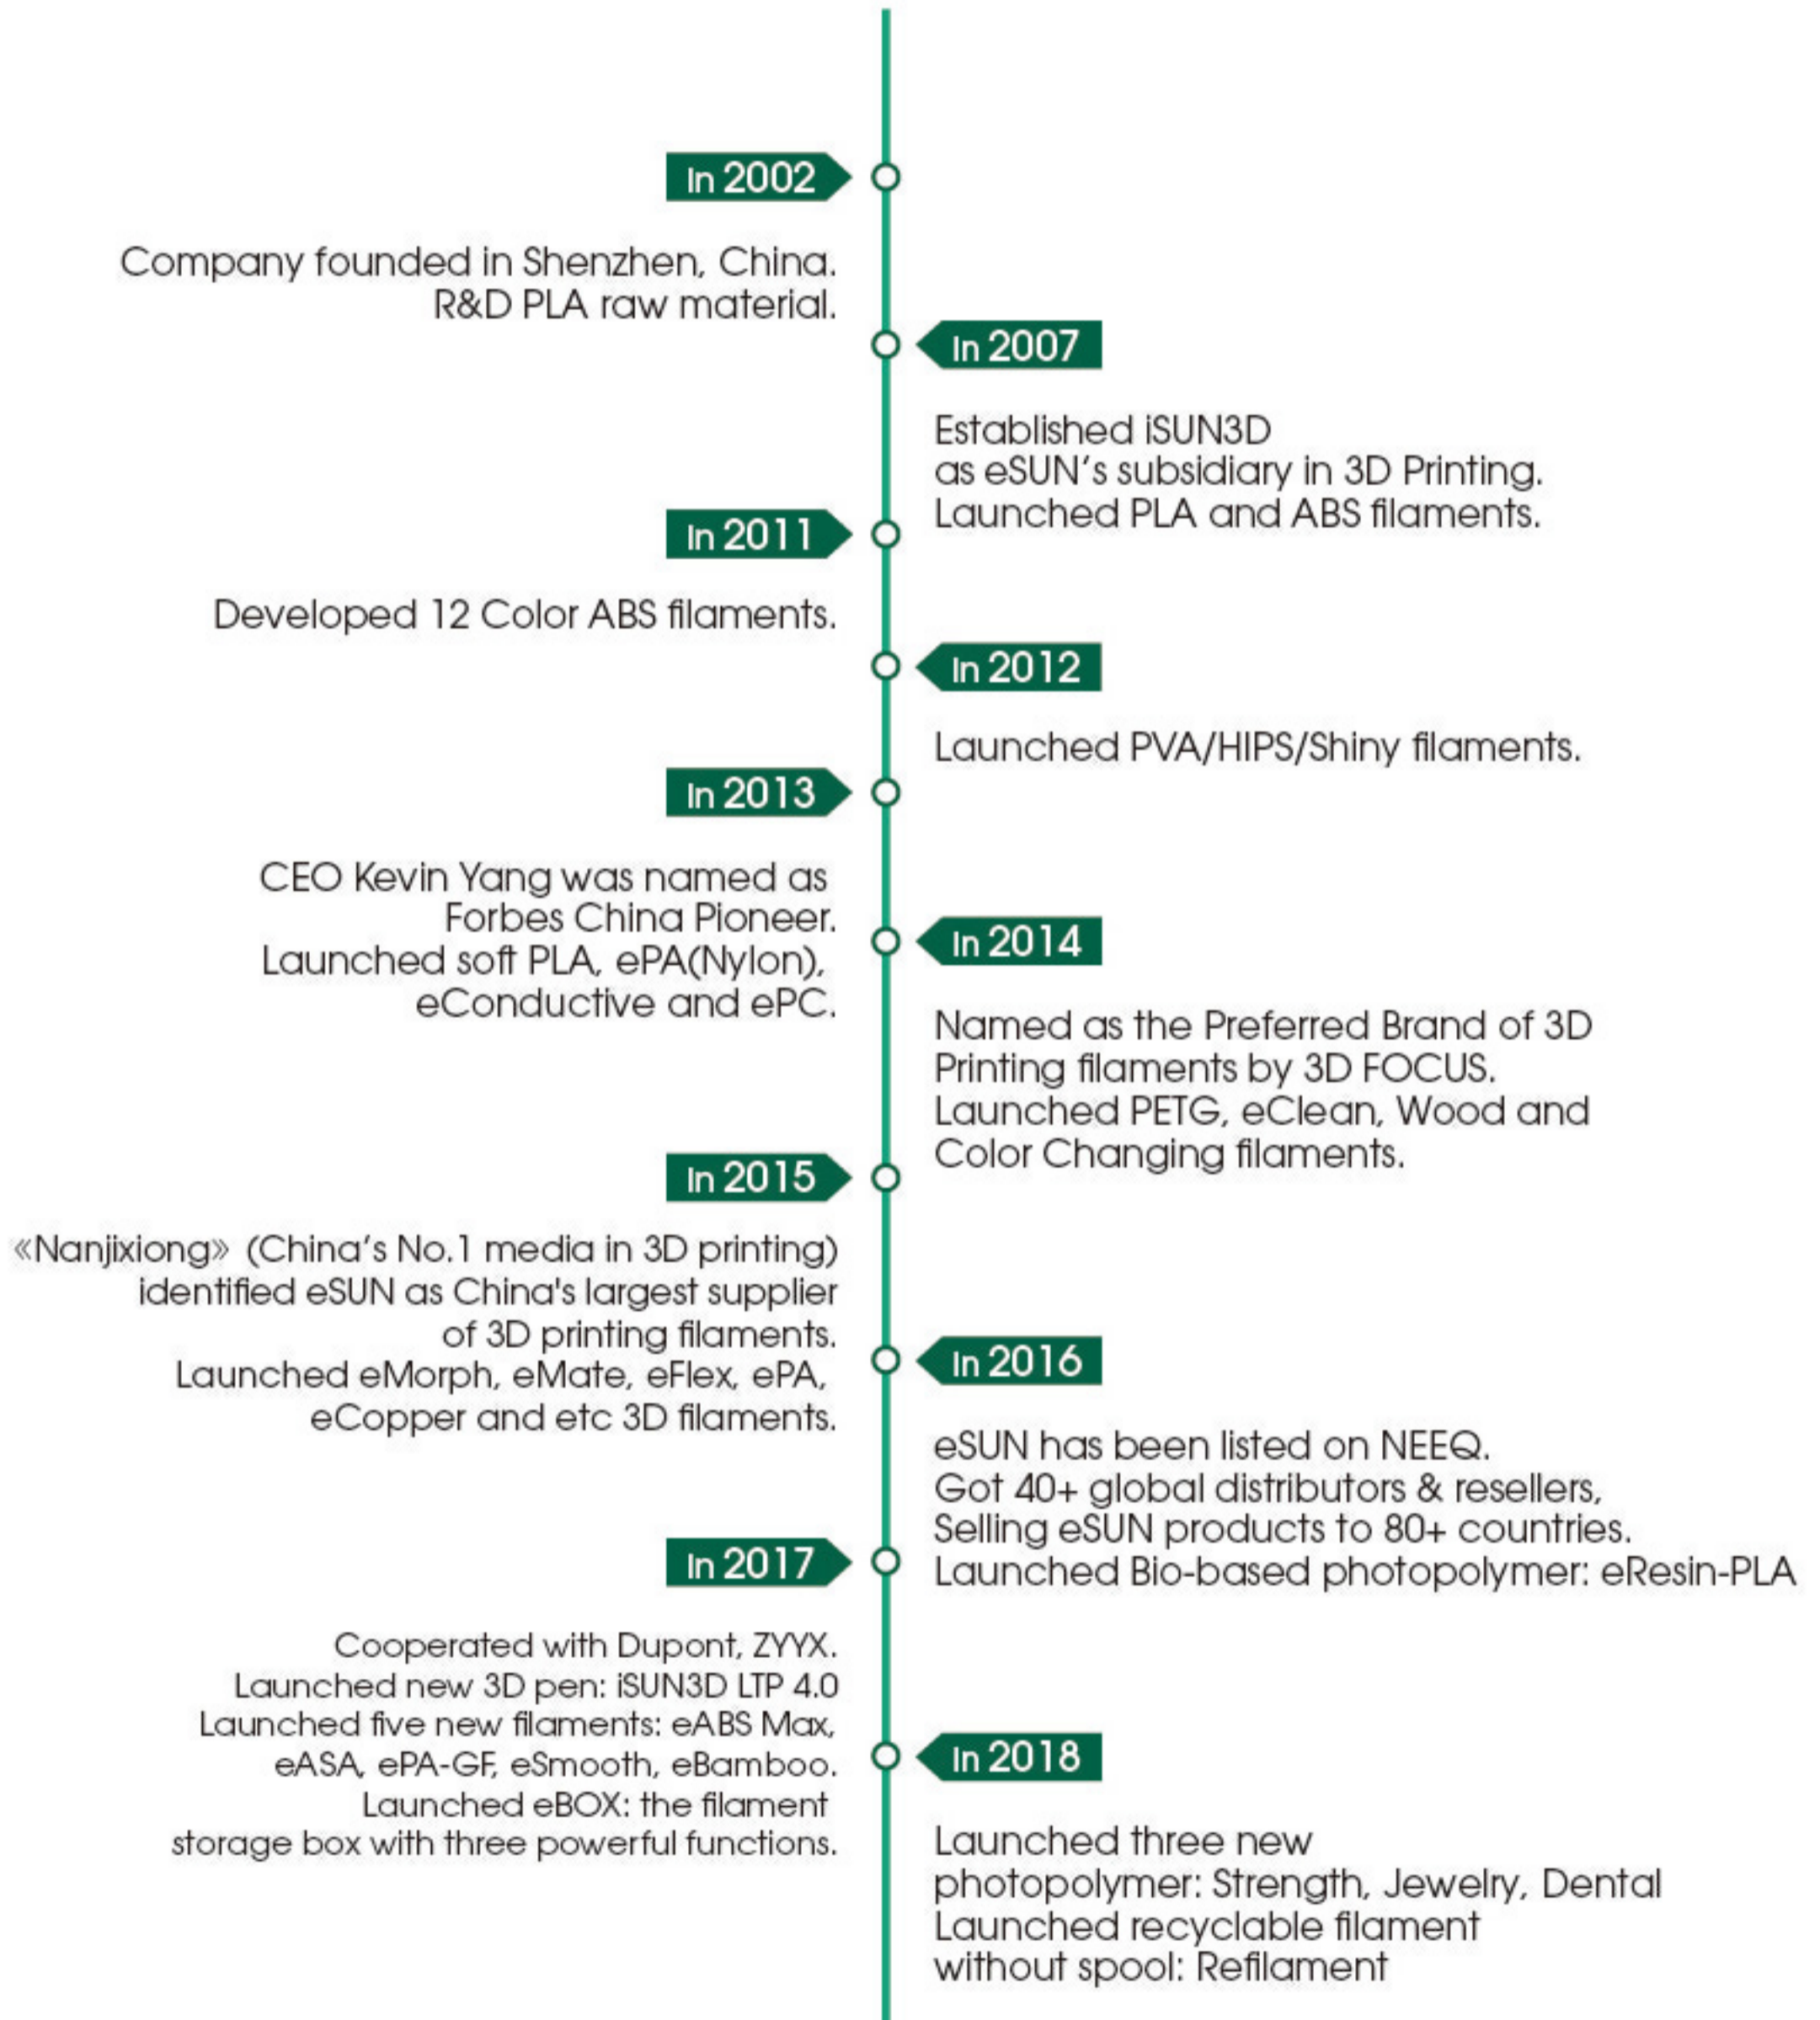 In 2002
Company founded in Shenzhen, China.
R&D PLA raw material.
In 2007
Established iSUN3D
as eSUN's subsidiary in 3D Printing.
Launched PLA and ABS filaments.
In 2011
Developed 12 Color ABS filaments.
In 2012
Launched PVA/HIPS/Shiny filaments.
In 2013
CEO Kevin Yang was named as
Forbes China Pioneer.
Launched soft PLA, ePA(Nylon),
eConductive and ePC.
In 2014
Named as the Preferred Brand of 3D
Printing filaments by 3D FOCUS.
Launched PETG, eClean, Wood and
Color Changing filaments.
In 2015
«Nanjixiong» (China's No.1 media in 3D printing)
identified eSUN as China's largest supplier
of 3D printing filaments.
Launched eMorph, eMate, eFlex, ePA,
eCopper and etc 3D filaments.
In 2016
eSUN has been listed on NEEQ.
Got 40+ global distributors & resellers,
Selling eSUN products to 80+ countries.
Launched Bio-based photopolymer: eResin-PLA
In 2017
Cooperated with Dupont, ZYYX.
Launched new 3D pen: iSUN3D LTP 4.0
Launched five new filaments: eABS Max,
eASA, ePA-GF, eSmooth, eBamboo.
Launched eBOX: the filament
storage box with three powerful functions.
In 2018
Launched three new
photopolymer: Strength, Jewelry, Dental
Launched recyclable filament
without spool: Refilament